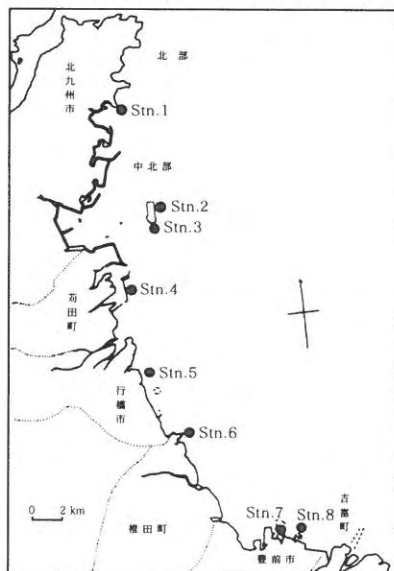 北部
北九州市
Stn.1
中北部
Stn.2
Stn.3
苅田町
Stn.4
行橋市
Stn.5
Stn.6
0 2 km
椎田町
Stn.7
Stn.8
吉富町
豊前市